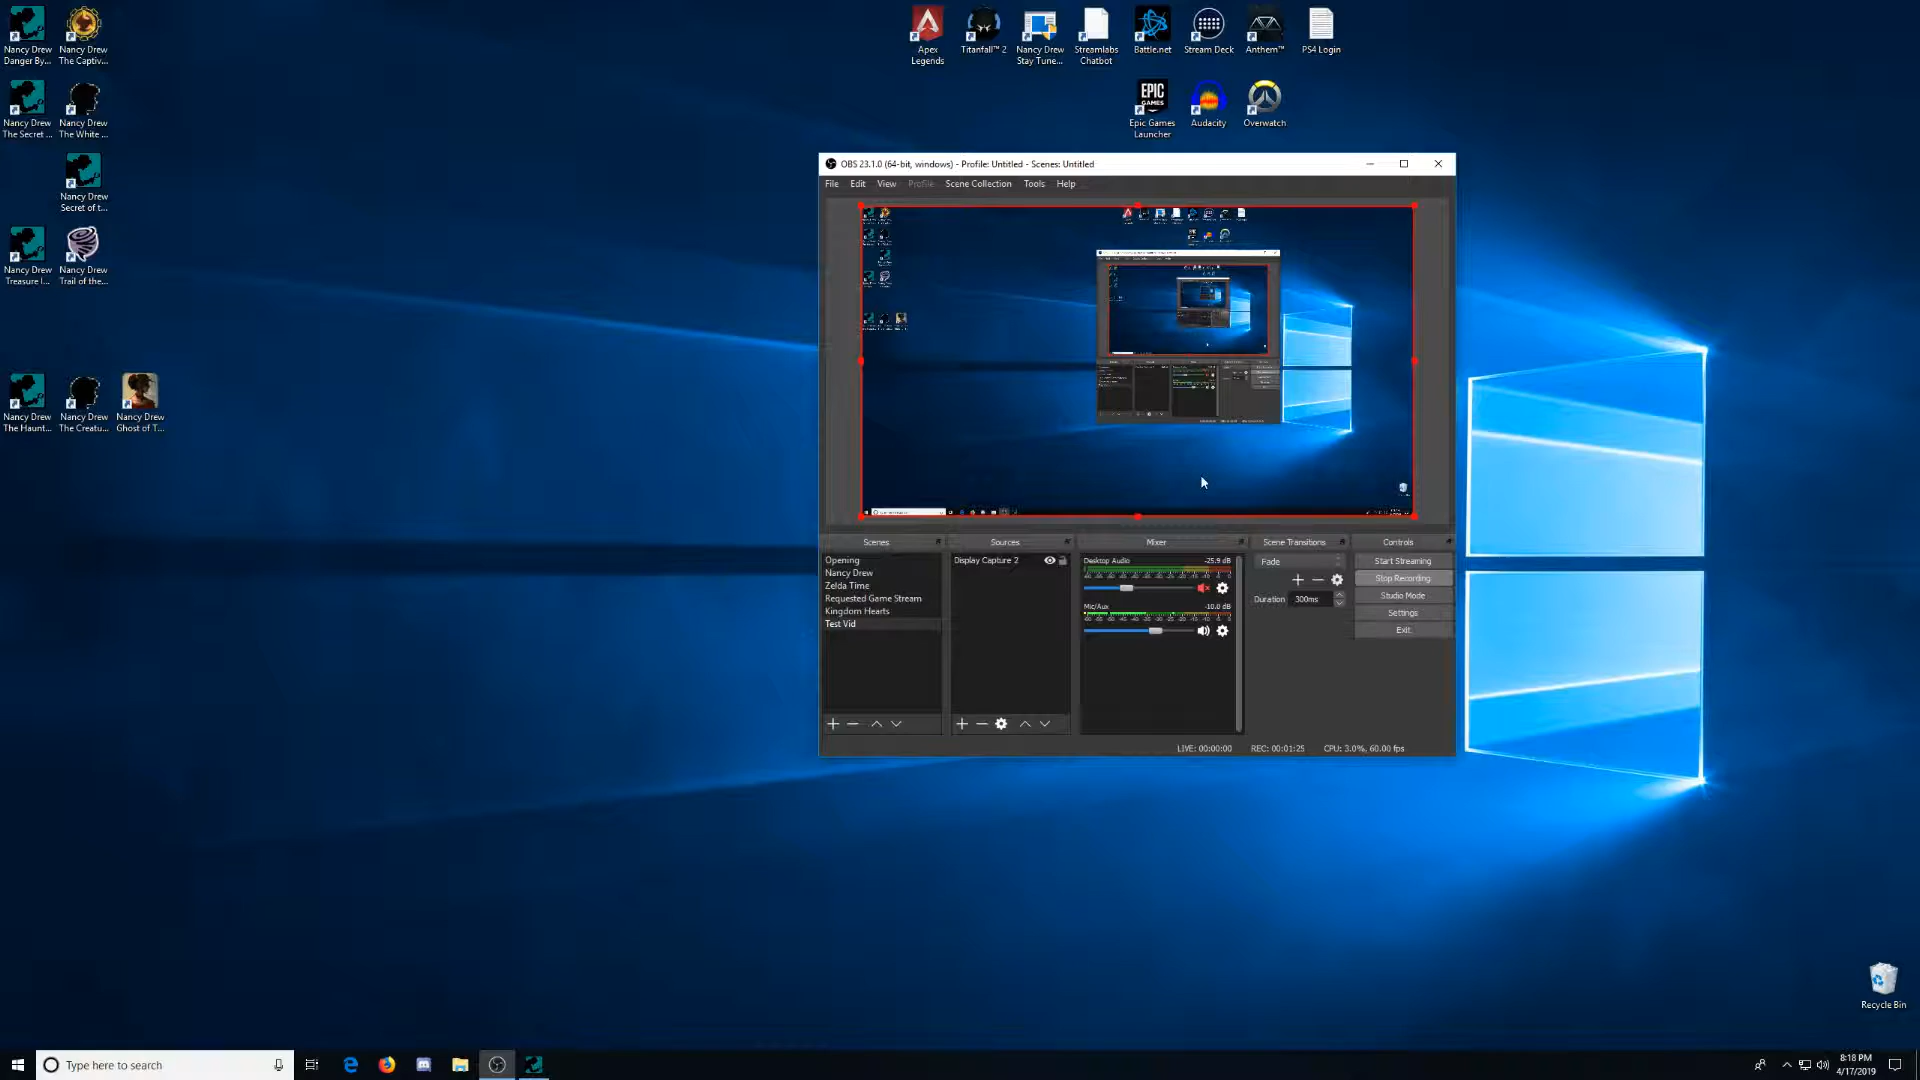 Nancy Drew
Danger By...
Nancy Drew
The Captiv...
Nancy Drew
The Secret ...
Nancy Drew
The White ...
Nancy Drew
Secret of t...
Nancy Drew
Treasure I...
Nancy Drew
Trail of the...
Nancy Drew
The Haunt...
Nancy Drew
The Creatu...
Nancy Drew
Ghost of T...
Apex
Legends
Titanfall™ 2
Nancy Drew
Stay Tune...
Streamlabs
Chatbot
Battle.net
Stream Deck
Anthem™
PS4 Login
EPIC
GAMES
Epic Games
Launcher
Audacity
Overwatch
OBS 23.1.0 (64-bit, windows) - Profile: Untitled - Scenes: Untitled
File Edit View Profile Scene Collection Tools Help
Scenes
Opening
Nancy Drew
Zelda Time
Requested Game Stream
Kingdom Hearts
Test Vid
Sources
Display Capture 2
Mixer
Desktop Audio -25.9 dB
Mic/Aux -10.0 dB
Scene Transitions
Fade
Duration 300ms
Controls
Start Streaming
Stop Recording
Studio Mode
Settings
Exit
LIVE: 00:00:00 REC: 00:01:25 CPU: 3.0%, 60.00 fps
Recycle Bin
Type here to search
8:18 PM
4/17/2019